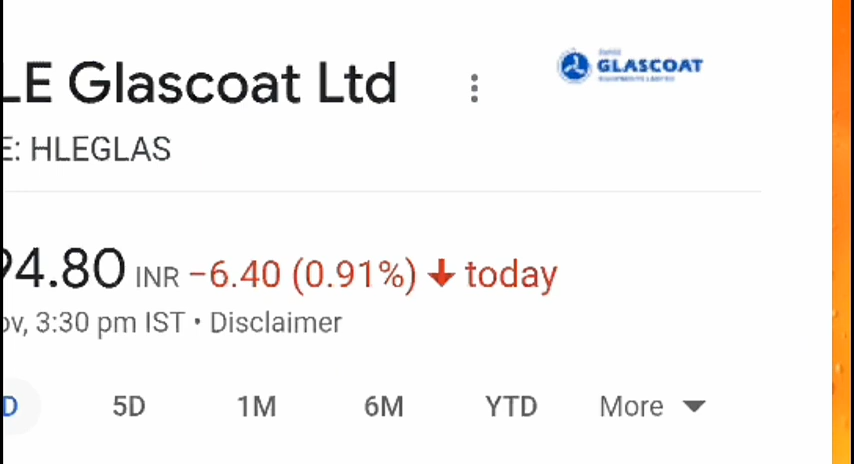 LE Glascoat Ltd
GLASCOAT
E: HLEGLAS
94.80 INR −6.40 (0.91%) ↓ today
ov, 3:30 pm IST • Disclaimer
D 5D 1M 6M YTD More